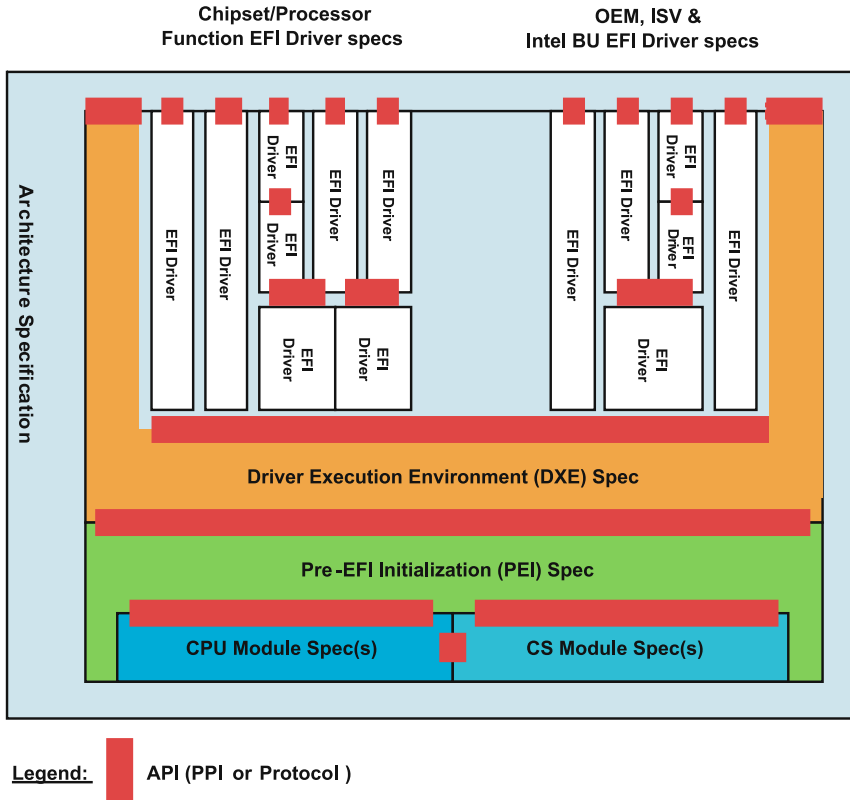 Chipset/Processor
Function EFI Driver specs
OEM, ISV &
Intel BU EFI Driver specs
Architecture Specification
EFI Driver
EFI Driver
EFI
Driver
EFI
Driver
EFI Driver
EFI Driver
EFI
Driver
EFI
Driver
EFI Driver
EFI Driver
EFI
Driver
EFI
Driver
EFI Driver
EFI
Driver
Driver Execution Environment (DXE) Spec
Pre-EFI Initialization (PEI) Spec
CPU Module Spec(s)
CS Module Spec(s)
Legend:
API (PPI or Protocol )